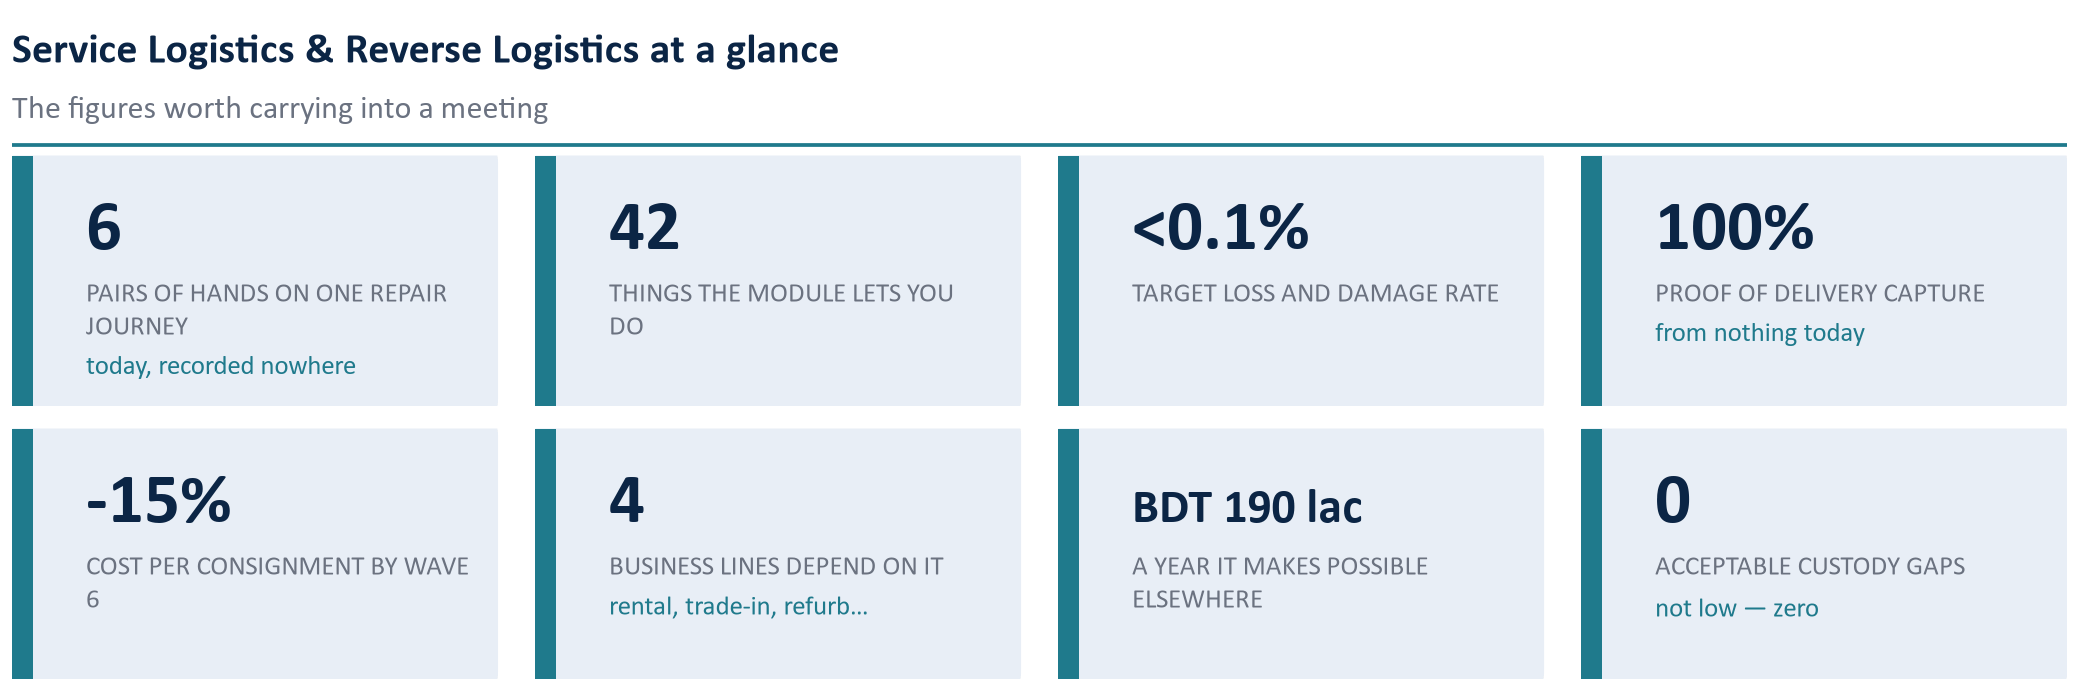 Service Logistics & Reverse Logistics at a glance
The figures worth carrying into a meeting
6
PAIRS OF HANDS ON ONE REPAIR
JOURNEY
today, recorded nowhere
42
THINGS THE MODULE LETS YOU
DO
<0.1%
TARGET LOSS AND DAMAGE RATE
100%
PROOF OF DELIVERY CAPTURE
from nothing today
-15%
COST PER CONSIGNMENT BY WAVE
6
4
BUSINESS LINES DEPEND ON IT
rental, trade-in, refurb...
BDT 190 lac
A YEAR IT MAKES POSSIBLE
ELSEWHERE
0
ACCEPTABLE CUSTODY GAPS
not low — zero